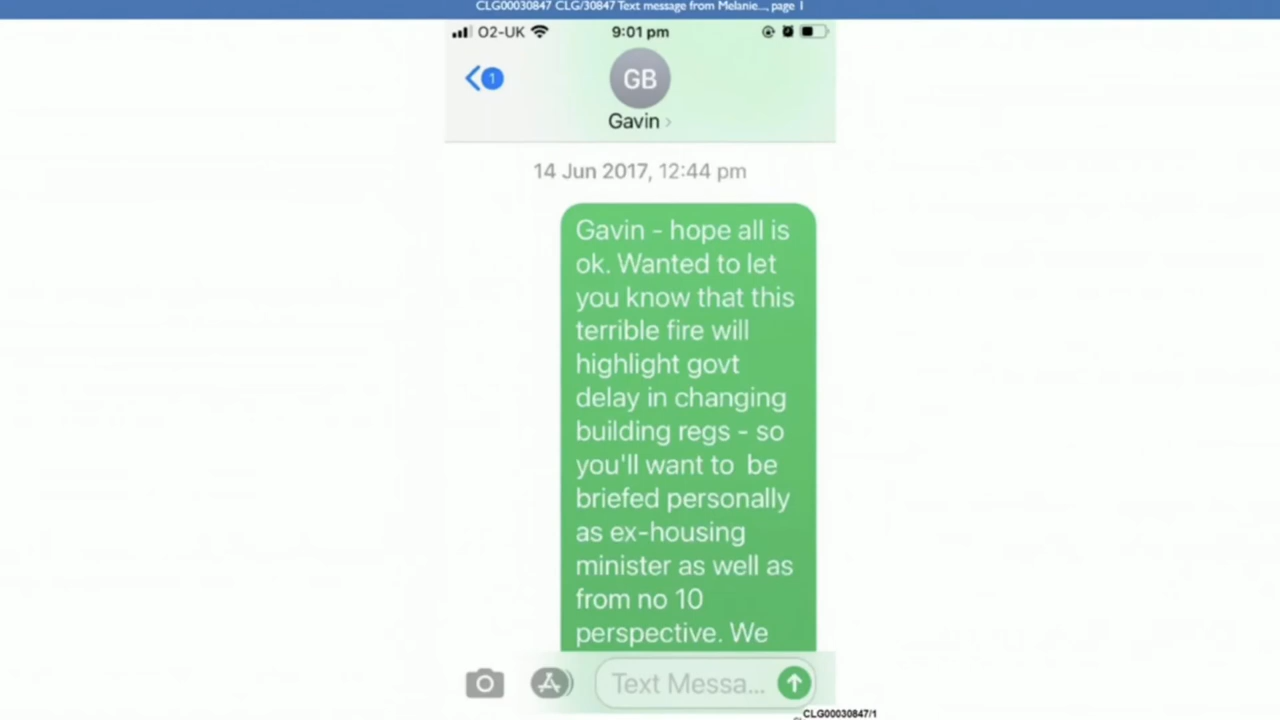 CLG00030847 CLG/30847 Text message from Melanie..., page 1
O2-UK 9:01 pm
1
GB
Gavin
14 Jun 2017, 12:44 pm
Gavin - hope all is
ok. Wanted to let
you know that this
terrible fire will
highlight govt
delay in changing
building regs - so
you'll want to be
briefed personally
as ex-housing
minister as well as
from no 10
perspective. We
Text Messa...
CLG00030847/1